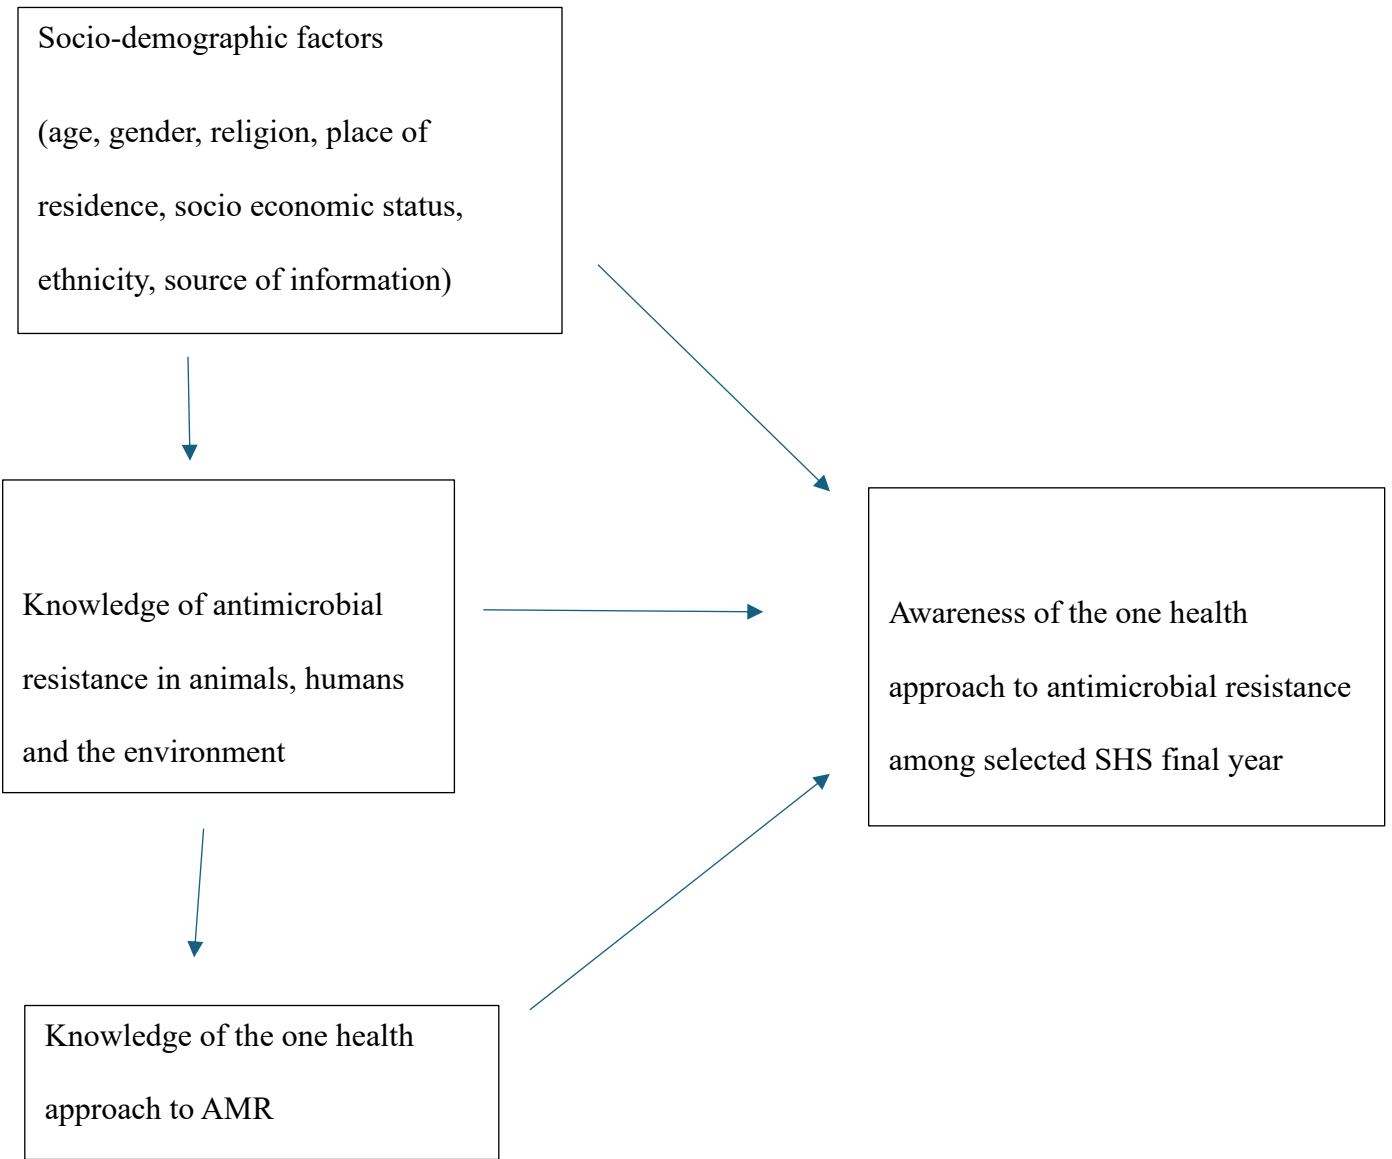 Socio-demographic factors
(age, gender, religion, place of
residence, socio economic status,
ethnicity, source of information)
Knowledge of antimicrobial
resistance in animals, humans
and the environment
Awareness of the one health
approach to antimicrobial resistance
among selected SHS final year
Knowledge of the one health
approach to AMR